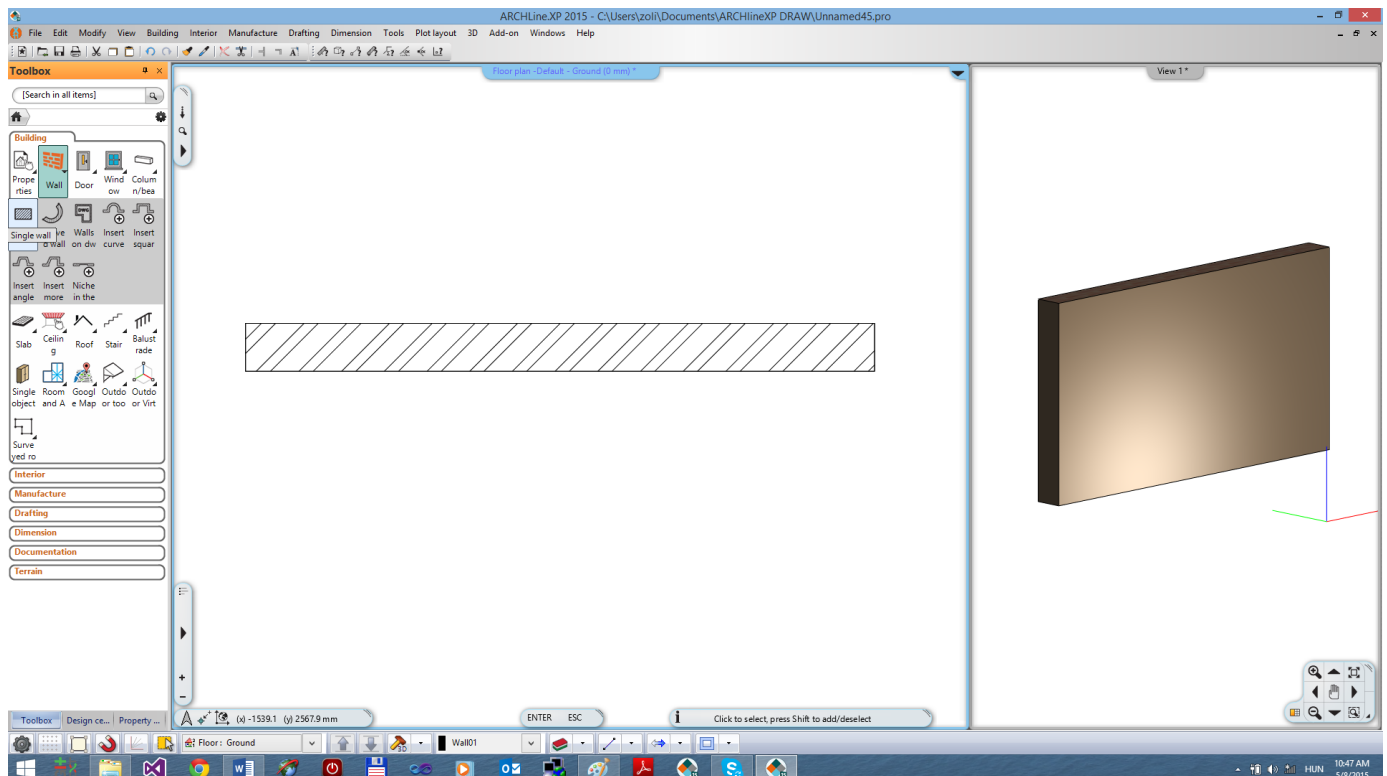 ARCHLine.XP 2015 - C:\Users\zoli\Documents\ARCHlineXP DRAW\Unnamed45.pro
File Edit Modify View Building Interior Manufacture Drafting Dimension Tools Plot layout 3D Add-on Windows Help
Toolbox
Floor plan -Default - Ground (0 mm) *
View 1 *
[Search in all items]
Building
Prope
rties
Wall
Door
Wind
ow
Colum
n/bea
Single wall
ve
d wall
DWG
Walls
on dw
Insert
curve
Insert
squar
Insert
angle
Insert
more
Niche
in the
Slab
Ceilin
g
Roof
Stair
Balust
rade
Single
object
Room
and A
Googl
e Map
Outdo
or too
Outdo
or Virt
Surve
yed ro
Interior
Manufacture
Drafting
Dimension
Documentation
Terrain
Toolbox Design ce... Property ...
(x) -1539.1 (y) 2567.9 mm
ENTER ESC
i Click to select, press Shift to add/deselect
Floor : Ground
3D
Wall01
HUN
10:47 AM
5/8/2015